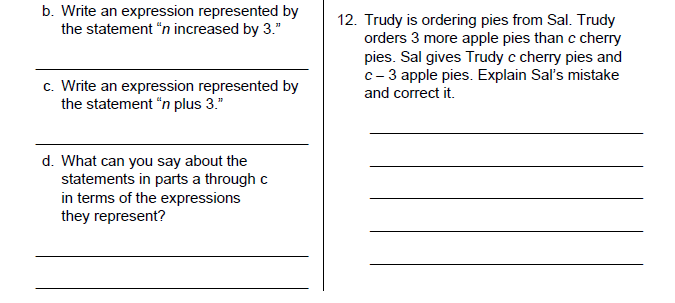 b. Write an expression represented by
the statement “n increased by 3.”
c. Write an expression represented by
the statement “n plus 3.”
d. What can you say about the
statements in parts a through c
in terms of the expressions
they represent?
12. Trudy is ordering pies from Sal. Trudy
orders 3 more apple pies than c cherry
pies. Sal gives Trudy c cherry pies and
c – 3 apple pies. Explain Sal’s mistake
and correct it.